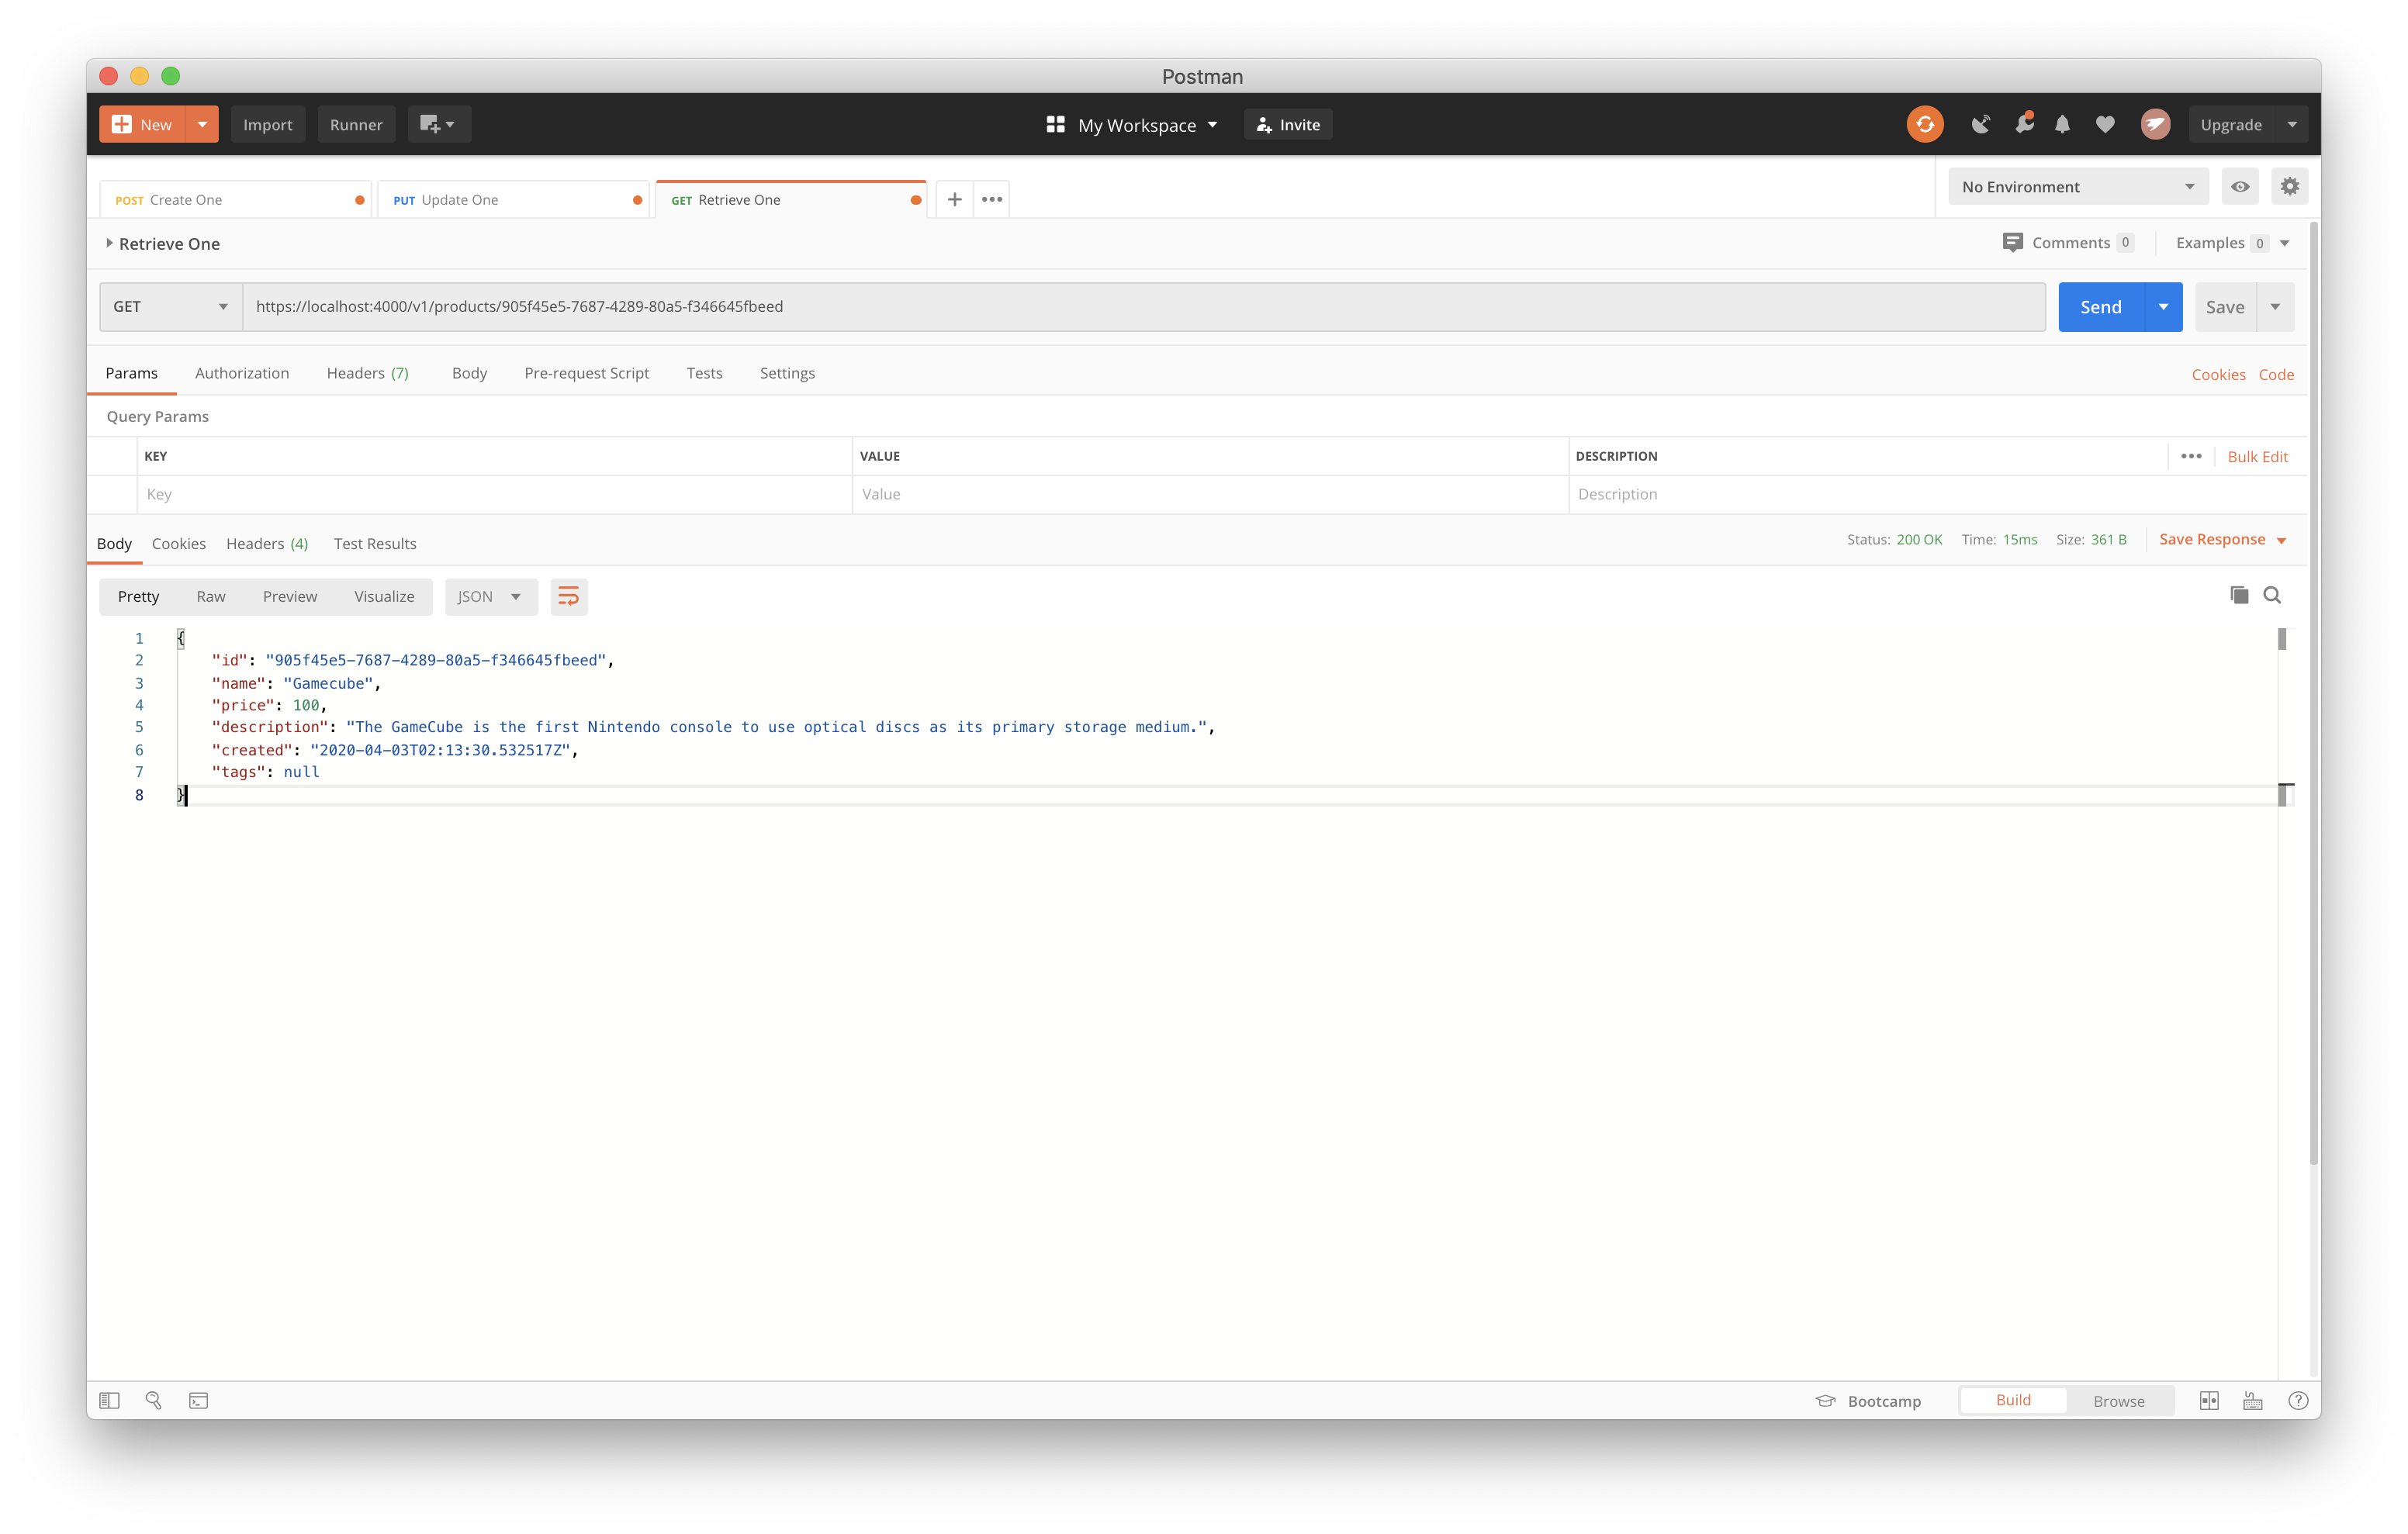 Postman
New Import Runner My Workspace Invite Upgrade
POST Create One PUT Update One GET Retrieve One No Environment
Retrieve One Comments 0 Examples 0
GET https://localhost:4000/v1/products/905f45e5-7687-4289-80a5-f346645fbeed Send Save
Params Authorization Headers (7) Body Pre-request Script Tests Settings Cookies Code
Query Params
KEY VALUE DESCRIPTION Bulk Edit
Key Value Description
Body Cookies Headers (4) Test Results Status: 200 OK Time: 15ms Size: 361 B Save Response
Pretty Raw Preview Visualize JSON
1 {
2 "id": "905f45e5-7687-4289-80a5-f346645fbeed",
3 "name": "Gamecube",
4 "price": 100,
5 "description": "The GameCube is the first Nintendo console to use optical discs as its primary storage medium.",
6 "created": "2020-04-03T02:13:30.532517Z",
7 "tags": null
8 }
Bootcamp Build Browse